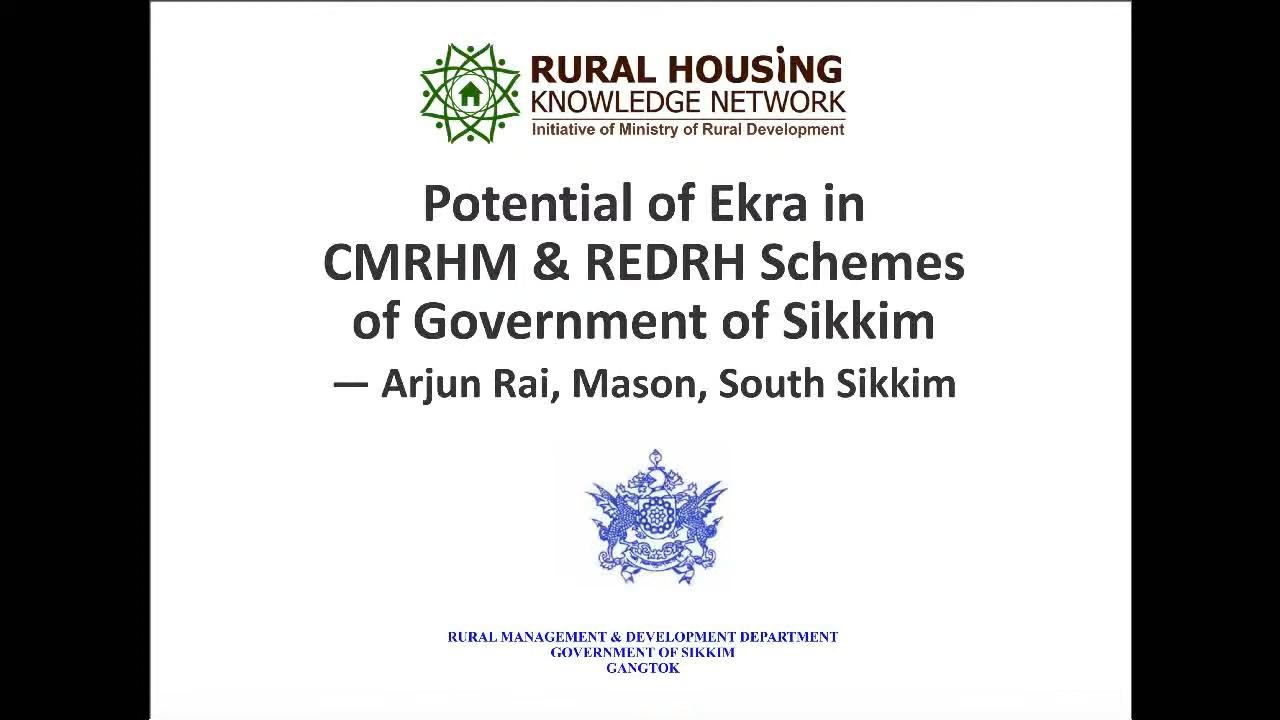 RURAL HOUSiNG
KNOWLEDGE NETWORK
Initiative of Ministry of Rural Development
Potential of Ekra in
CMRHM & REDRH Schemes
of Government of Sikkim
— Arjun Rai, Mason, South Sikkim
RURAL MANAGEMENT & DEVELOPMENT DEPARTMENT
GOVERNMENT OF SIKKIM
GANGTOK